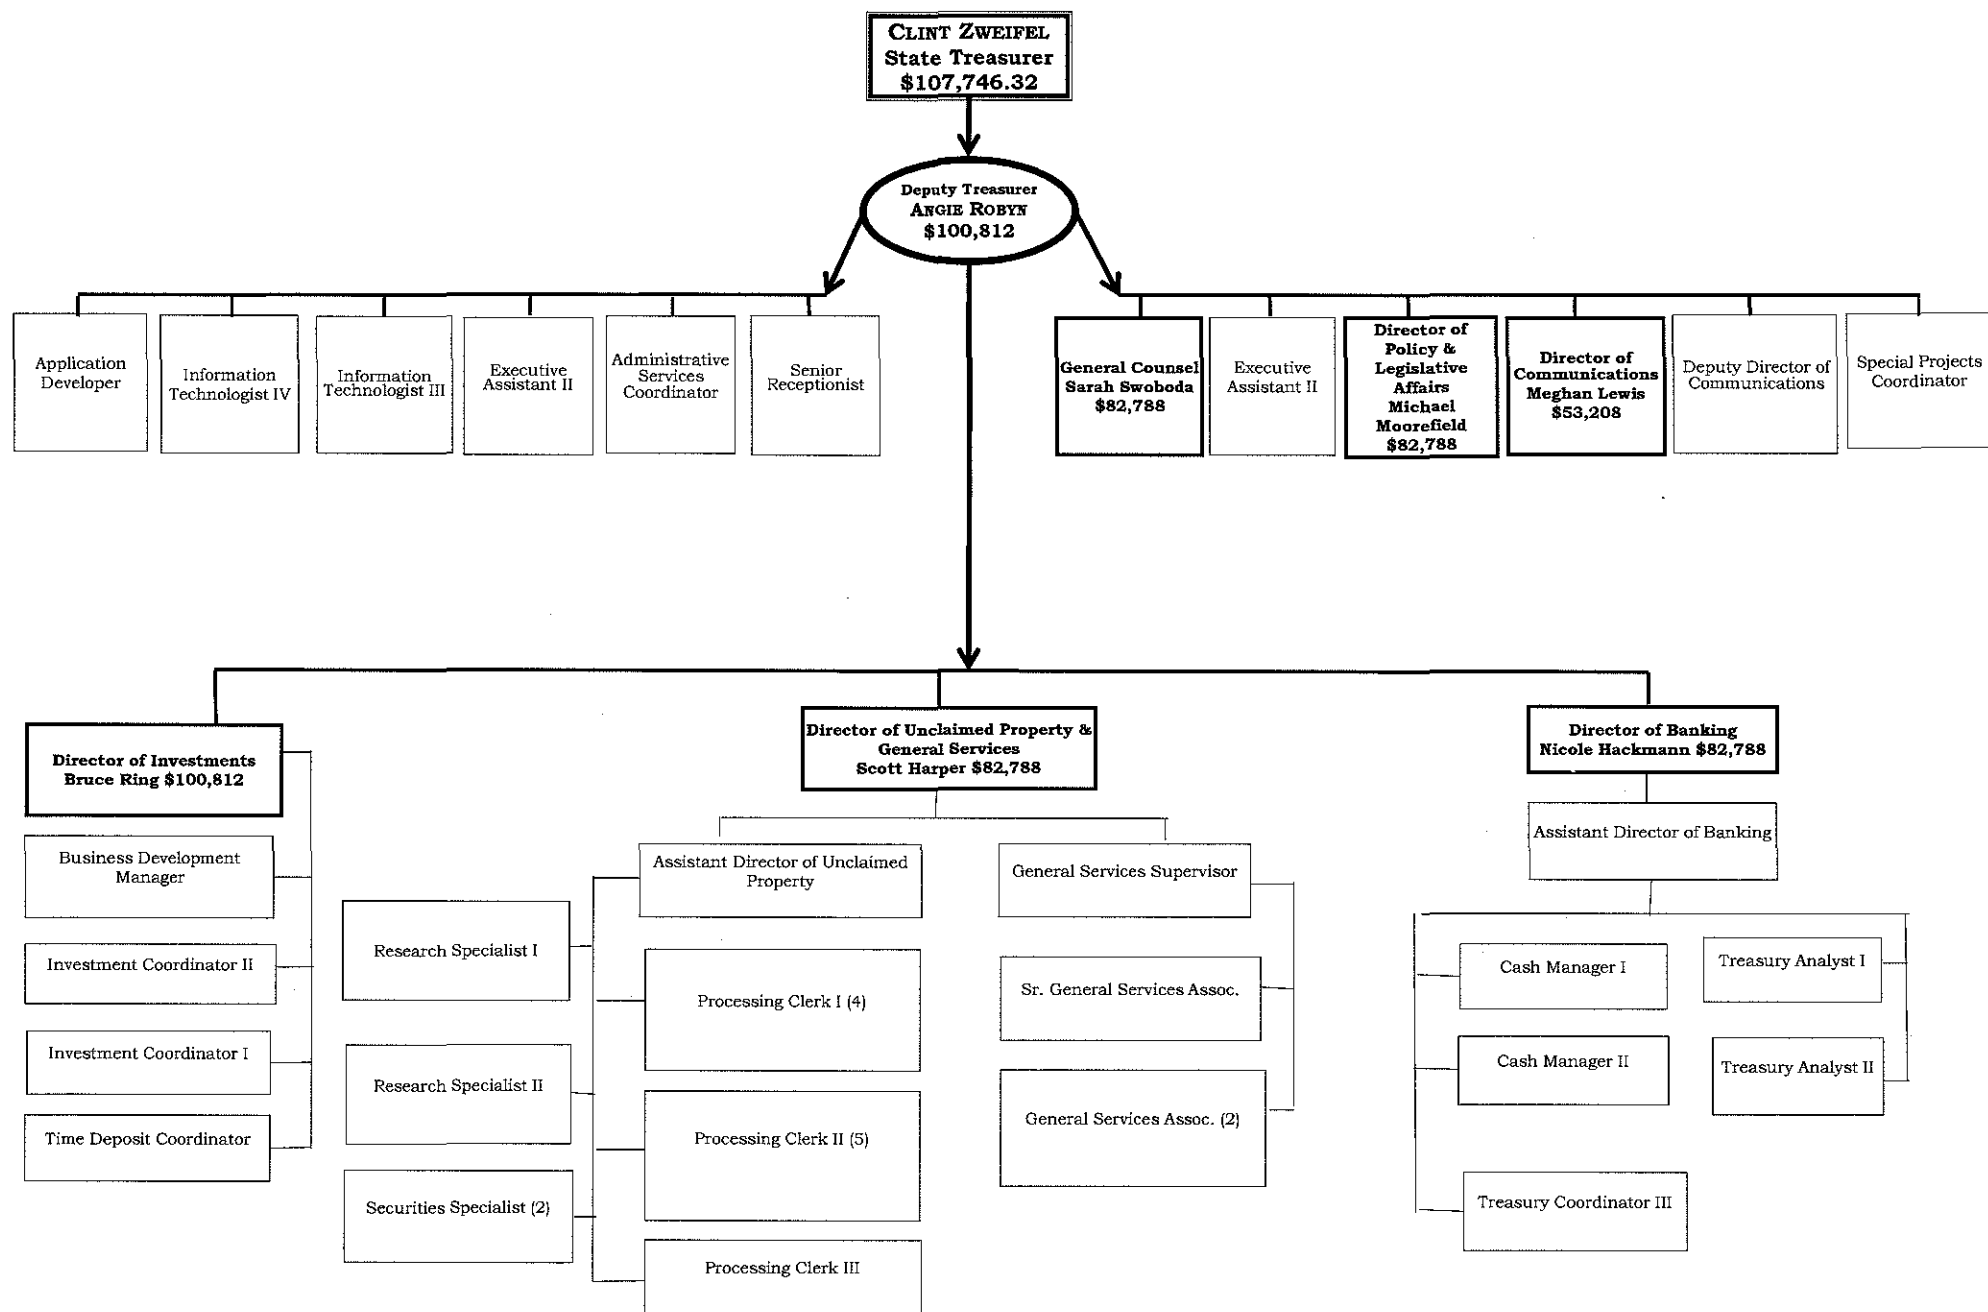 CLINT ZWEIFEL
State Treasurer
$107,746.32
Deputy Treasurer
ANGIE ROBYN
$100,812
Application
Developer
Information
Technologist IV
Information
Technologist III
Executive
Assistant II
Administrative
Services
Coordinator
Senior
Receptionist
General Counsel
Sarah Swoboda
$82,788
Executive
Assistant II
Director of
Policy &
Legislative
Affairs
Michael
Moorefield
$82,788
Director of
Communications
Meghan Lewis
$53,208
Deputy Director of
Communications
Special Projects
Coordinator
Director of Investments
Bruce Ring $100,812
Business Development
Manager
Investment Coordinator II
Investment Coordinator I
Time Deposit Coordinator
Director of Unclaimed Property &
General Services
Scott Harper $82,788
Assistant Director of Unclaimed
Property
Research Specialist I
Research Specialist II
Securities Specialist (2)
Processing Clerk I (4)
Processing Clerk II (5)
Processing Clerk III
General Services Supervisor
Sr. General Services Assoc.
General Services Assoc. (2)
Director of Banking
Nicole Hackmann $82,788
Assistant Director of Banking
Cash Manager I
Cash Manager II
Treasury Coordinator III
Treasury Analyst I
Treasury Analyst II